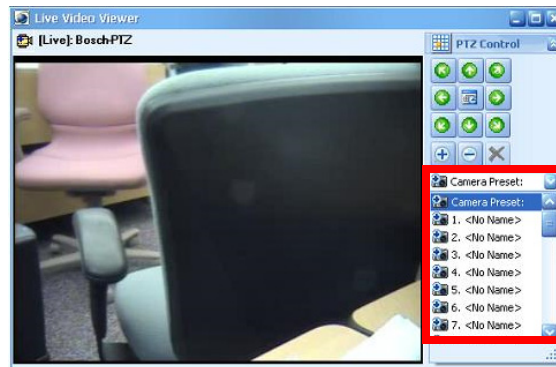 Live Video Viewer
[Live]: Bosch-PTZ
PTZ Control
Camera Preset:
Camera Preset:
1. <No Name>
2. <No Name>
3. <No Name>
4. <No Name>
5. <No Name>
6. <No Name>
7. <No Name>